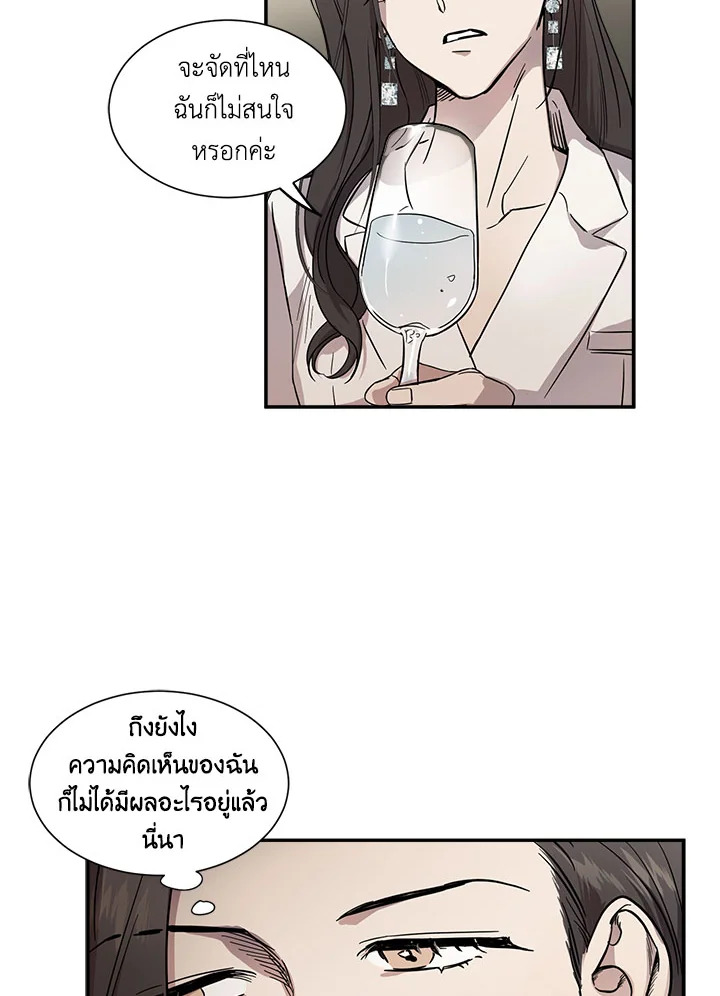 จะจัดที่ไหน
ฉันก็ไม่สนใจ
หรอกค่ะ
ถึงยังไง
ความคิดเห็นของฉัน
ก็ไม่ได้มีผลอะไรอยู่แล้ว
นี่นา